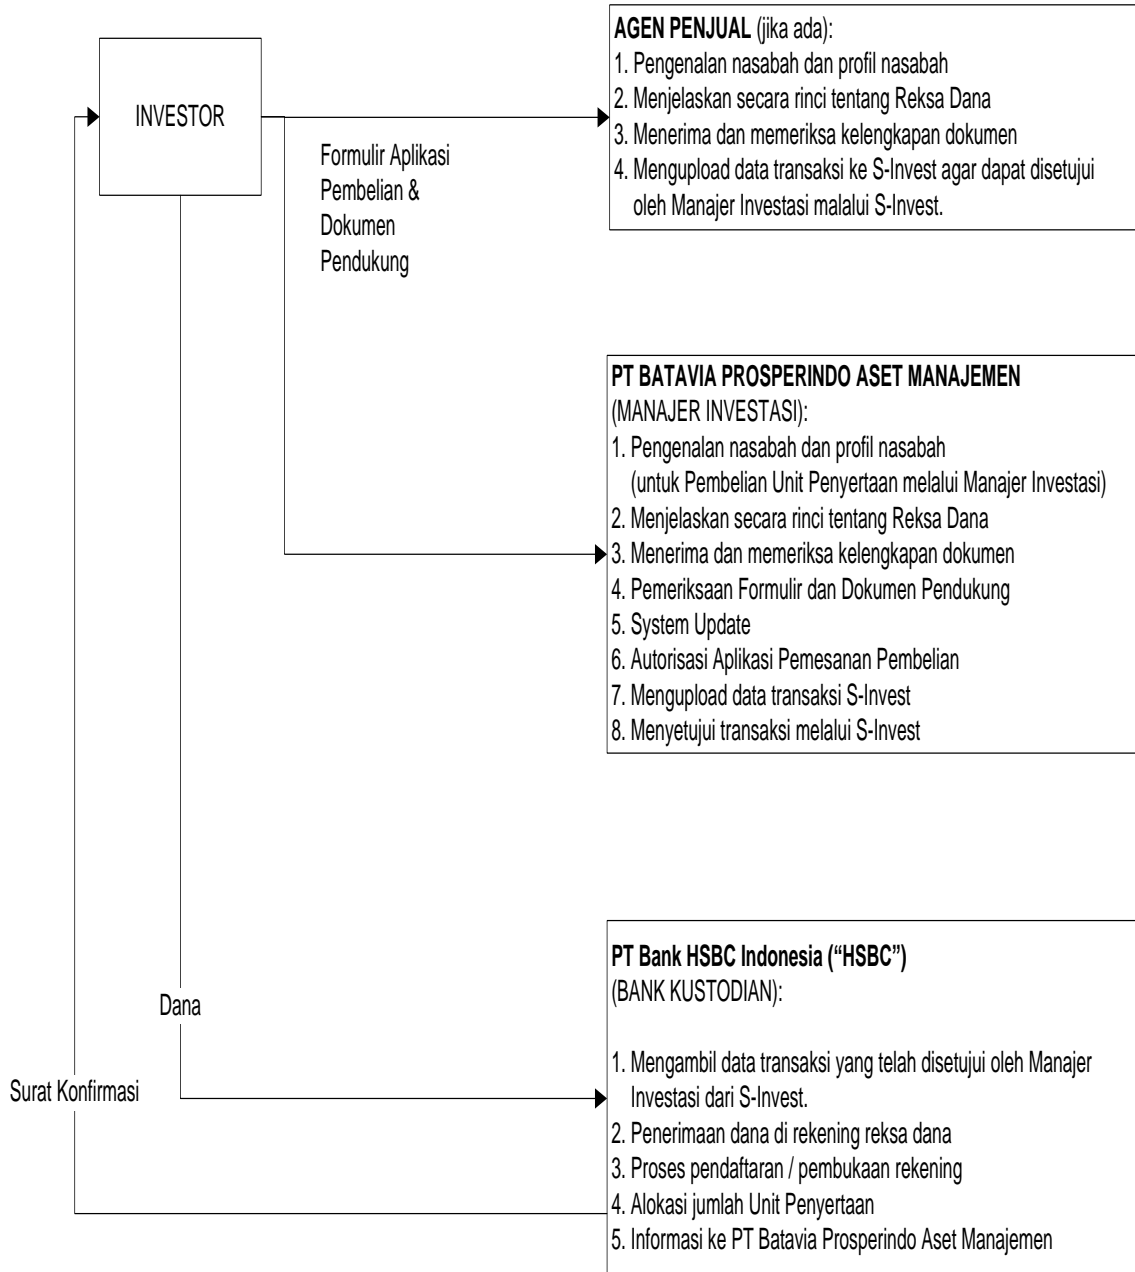 INVESTOR
Formulir Aplikasi
Pembelian &
Dokumen
Pendukung
AGEN PENJUAL (jika ada):
1. Pengenalan nasabah dan profil nasabah
2. Menjelaskan secara rinci tentang Reksa Dana
3. Menerima dan memeriksa kelengkapan dokumen
4. Mengupload data transaksi ke S-Invest agar dapat disetujui
oleh Manajer Investasi malalui S-Invest.
PT BATAVIA PROSPERINDO ASET MANAJEMEN
(MANAJER INVESTASI):
1. Pengenalan nasabah dan profil nasabah
(untuk Pembelian Unit Penyertaan melalui Manajer Investasi)
2. Menjelaskan secara rinci tentang Reksa Dana
3. Menerima dan memeriksa kelengkapan dokumen
4. Pemeriksaan Formulir dan Dokumen Pendukung
5. System Update
6. Autorisasi Aplikasi Pemesanan Pembelian
7. Mengupload data transaksi S-Invest
8. Menyetujui transaksi melalui S-Invest
Dana
Surat Konfirmasi
PT Bank HSBC Indonesia (“HSBC”)
(BANK KUSTODIAN):
1. Mengambil data transaksi yang telah disetujui oleh Manajer
Investasi dari S-Invest.
2. Penerimaan dana di rekening reksa dana
3. Proses pendaftaran / pembukaan rekening
4. Alokasi jumlah Unit Penyertaan
5. Informasi ke PT Batavia Prosperindo Aset Manajemen